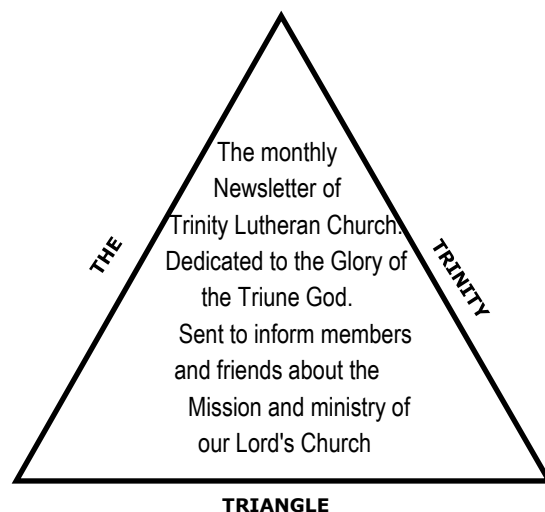 The monthly
Newsletter of
Trinity Lutheran Church.
Dedicated to the Glory of
the Triune God.
Sent to inform members
and friends about the
Mission and ministry of
our Lord's Church
THE
TRINITY
TRIANGLE